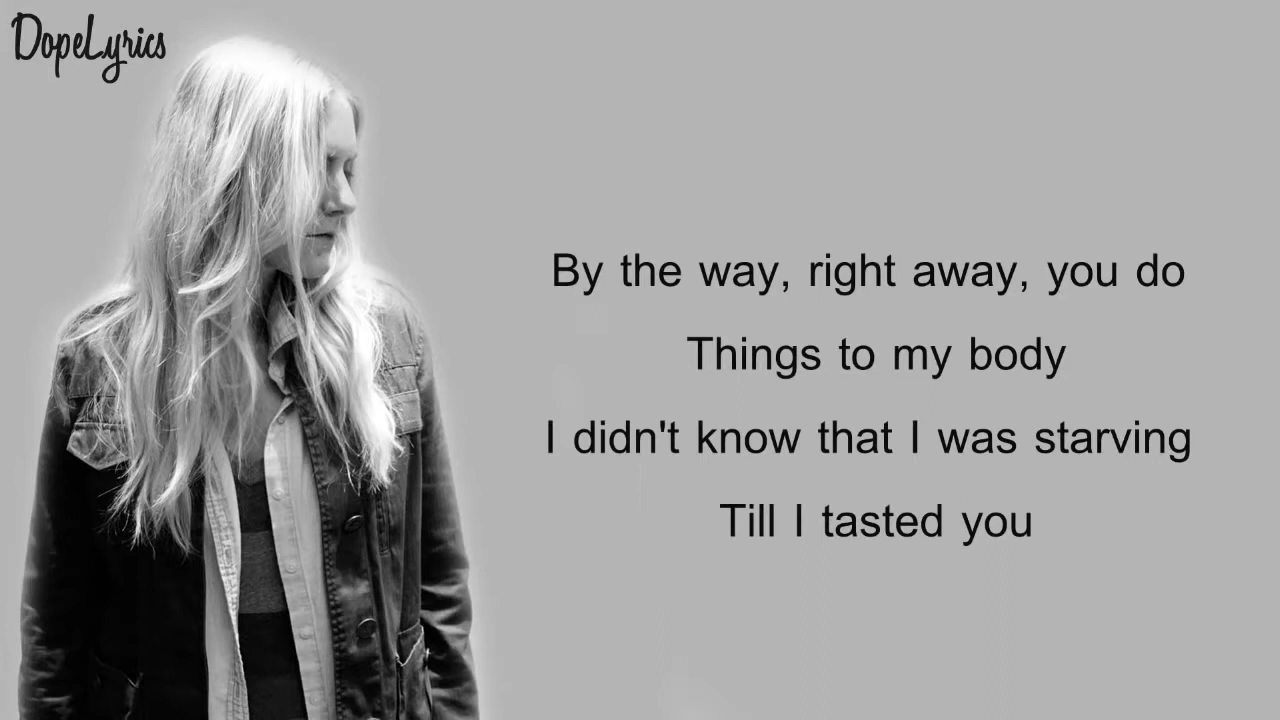 DopeLyrics
By the way, right away, you do
Things to my body
I didn't know that I was starving
Till I tasted you